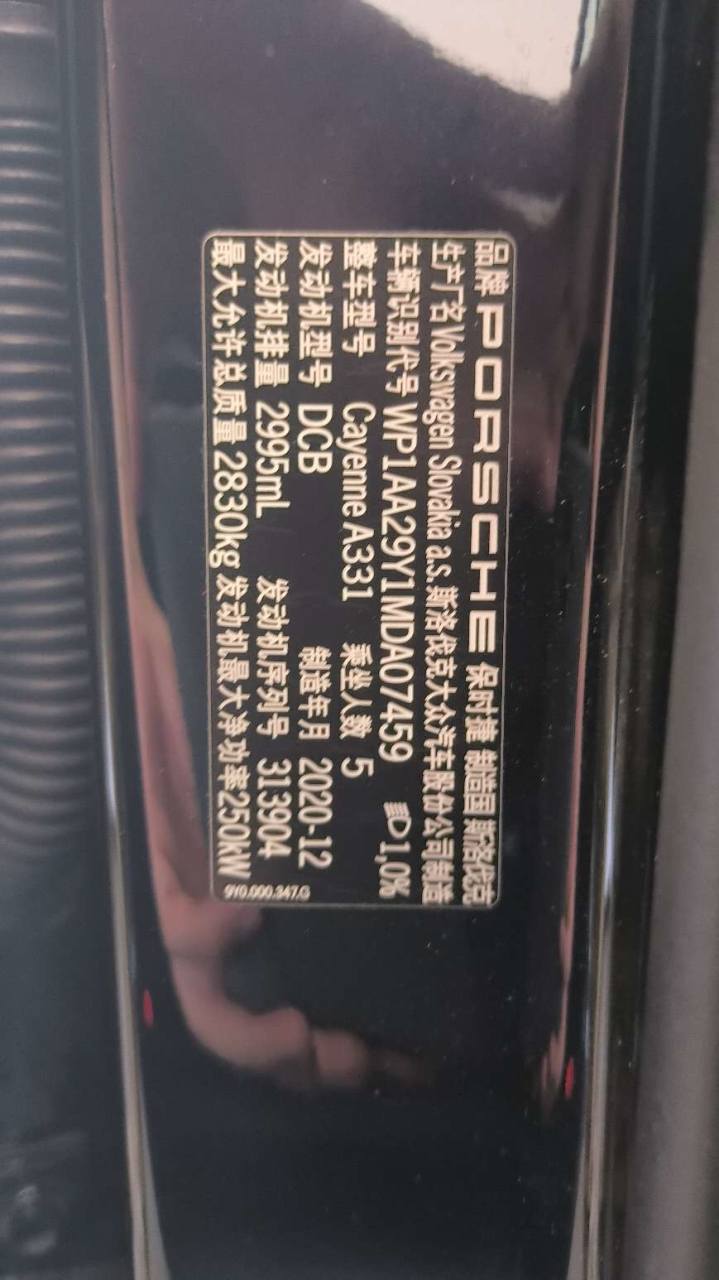 品牌 PORSCHE 保时捷 制造国 斯洛伐克
生产厂名 Volkswagen Slovakia a.s. 斯洛伐克大众汽车股份公司制造
车辆识别代号 WP1AA29Y1MDA07459 1,0%
整车型号 Cayenne A331 乘坐人数 5
发动机型号 DCB 制造年月 2020-12
发动机排量 2995mL 发动机序列号 313904
最大允许总质量 2830kg 发动机最大净功率 250kW
9Y0.000.347.G